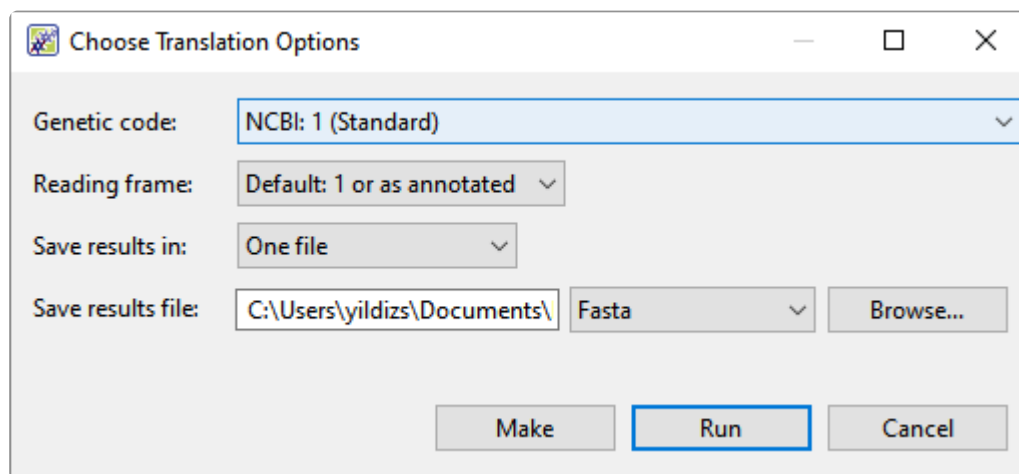 Choose Translation Options
Genetic code: NCBI: 1 (Standard)
Reading frame: Default: 1 or as annotated
Save results in: One file
Save results file: C:\Users\yildizs\Documents\ Fasta Browse...
Make Run Cancel